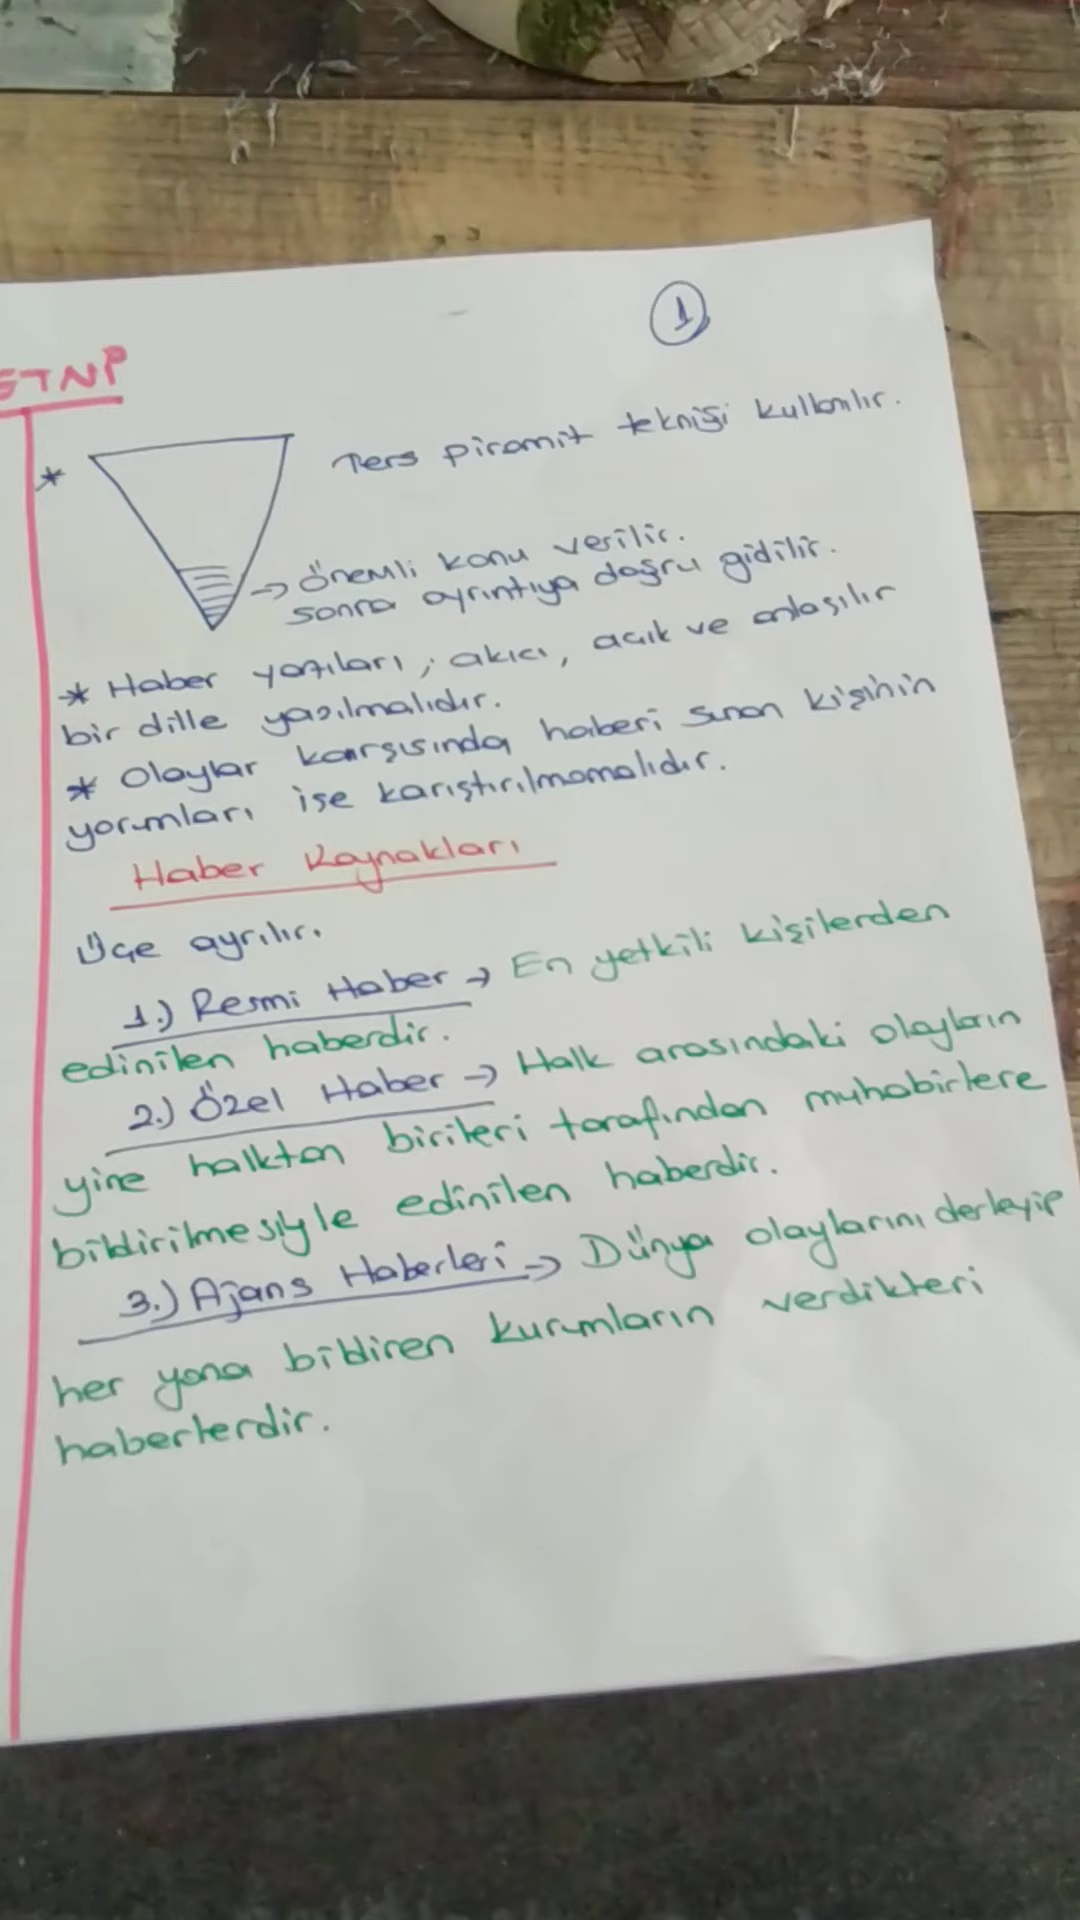 ①
ETNP
* Ters piramit tekniği kullanılır.
→ önemli konu verilir.
sonra ayrıntıya doğru gidilir.
* Haber yazıları, akıcı, açık ve anlaşılır
bir dille yazılmalıdır.
* Olaylar karşısında haberi sunan kişinin
yorumları işe karıştırılmamalıdır.
Haber Kaynakları
Üçe ayrılır.
1.) Resmi Haber → En yetkili kişilerden
edinilen haberdir.
2.) Özel Haber → Halk arasındaki olayların
yine halktan birileri tarafından muhabirlere
bildirilmesiyle edinilen haberdir.
3.) Ajans Haberleri → Dünya olaylarını derleyip
her yana bildiren kurumların verdikleri
haberlerdir.